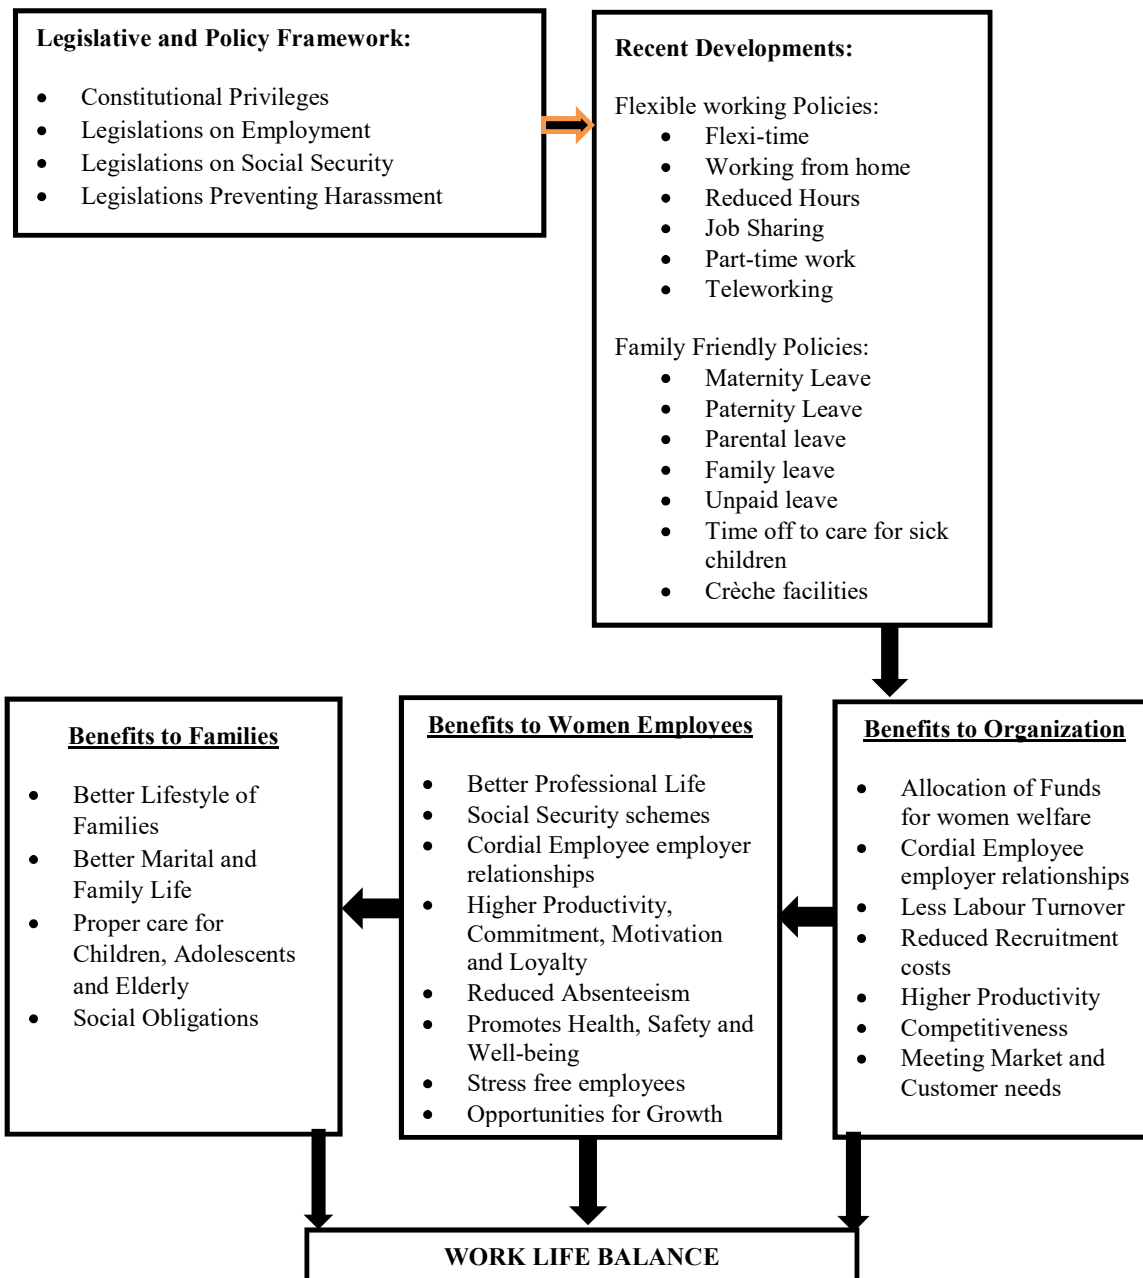 Legislative and Policy Framework:
• Constitutional Privileges
• Legislations on Employment
• Legislations on Social Security
• Legislations Preventing Harassment
Recent Developments:
Flexible working Policies:
• Flexi-time
• Working from home
• Reduced Hours
• Job Sharing
• Part-time work
• Teleworking
Family Friendly Policies:
• Maternity Leave
• Paternity Leave
• Parental leave
• Family leave
• Unpaid leave
• Time off to care for sick
children
• Crèche facilities
Benefits to Families
• Better Lifestyle of
Families
• Better Marital and
Family Life
• Proper care for
Children, Adolescents
and Elderly
• Social Obligations
Benefits to Women Employees
• Better Professional Life
• Social Security schemes
• Cordial Employee employer
relationships
• Higher Productivity,
Commitment, Motivation
and Loyalty
• Reduced Absenteeism
• Promotes Health, Safety and
Well-being
• Stress free employees
• Opportunities for Growth
Benefits to Organization
• Allocation of Funds
for women welfare
• Cordial Employee
employer relationships
• Less Labour Turnover
• Reduced Recruitment
costs
• Higher Productivity
• Competitiveness
• Meeting Market and
Customer needs
WORK LIFE BALANCE